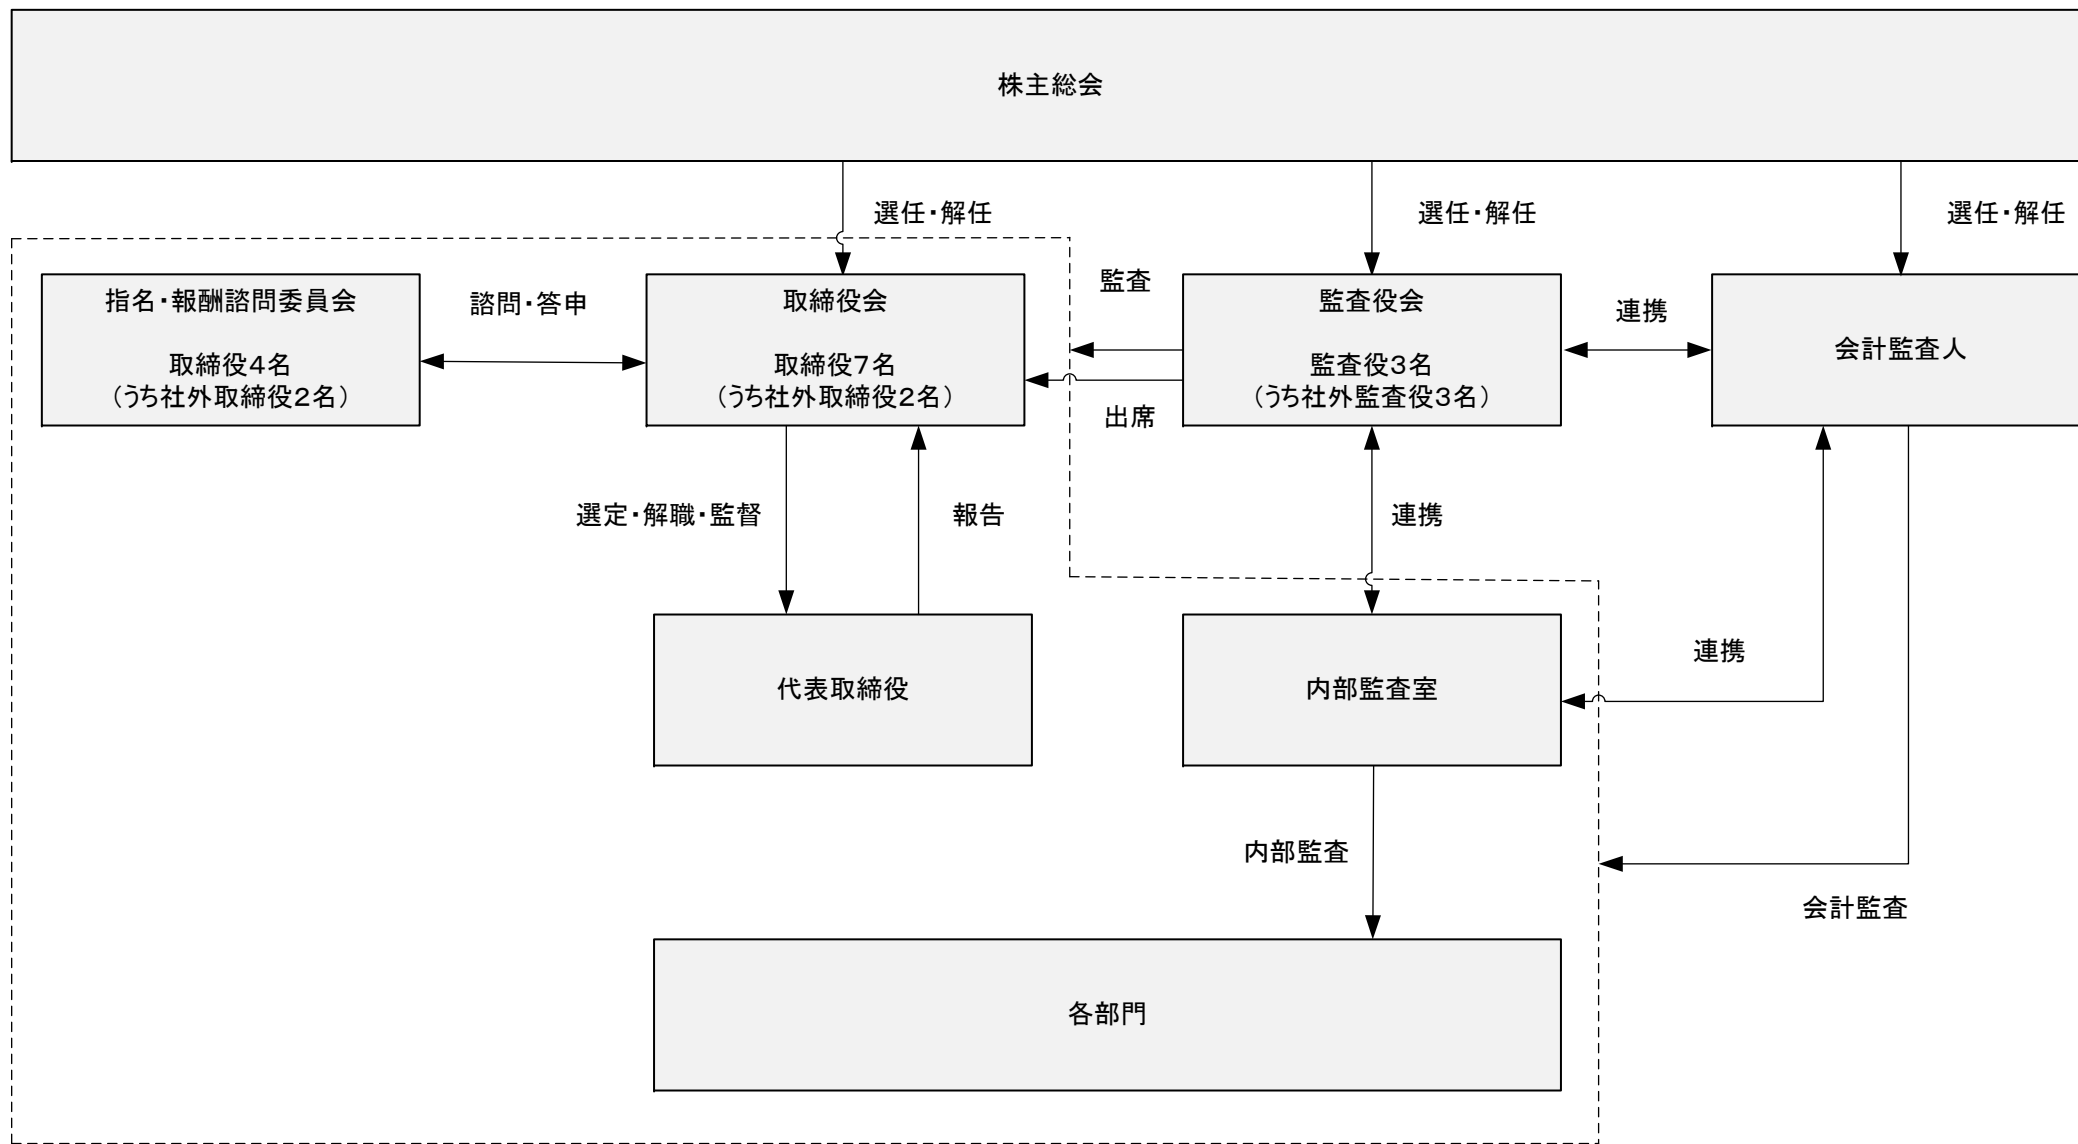 株主総会
選任・解任
選任・解任
選任・解任
指名・報酬諮問委員会
取締役4名
(うち社外取締役2名)
諮問・答申
取締役会
取締役7名
(うち社外取締役2名)
監査
出席
監査役会
監査役3名
(うち社外監査役3名)
連携
会計監査人
選定・解職・監督
報告
連携
連携
代表取締役
内部監査室
内部監査
会計監査
各部門